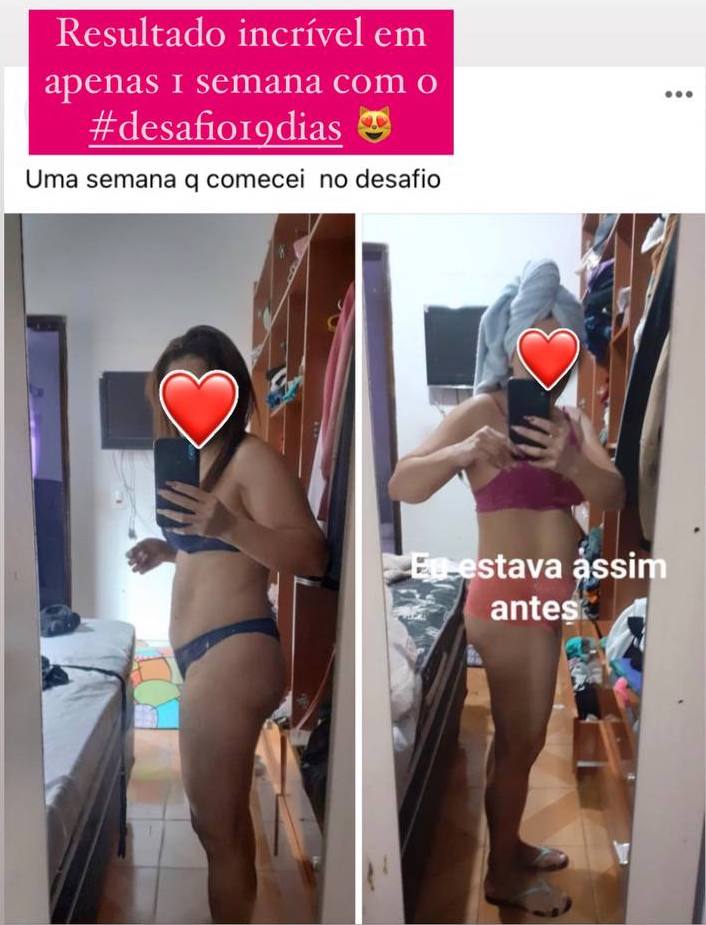 Resultado incrível em
apenas 1 semana com o
#desafio19dias 😻
Uma semana q comecei no desafio
Eu estava assim
antes